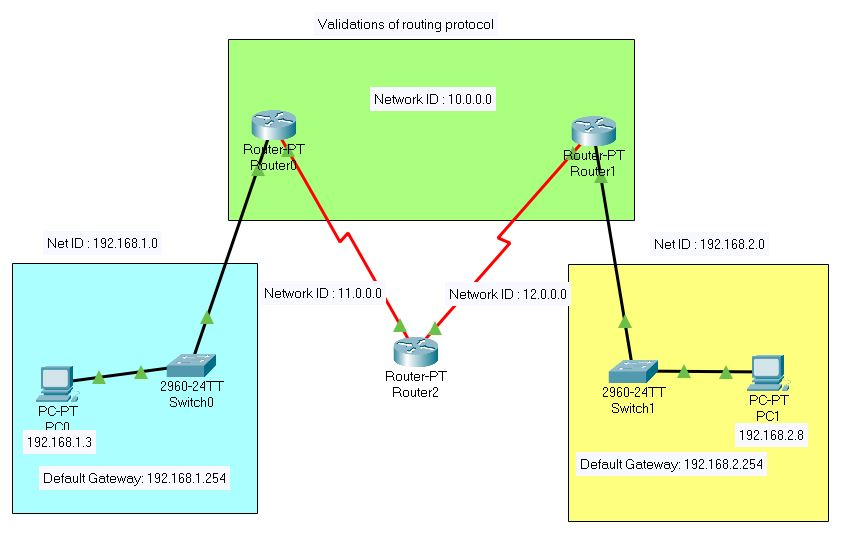 Validations of routing protocol
Network ID : 10.0.0.0
Router-PT
Router0
Router-PT
Router1
Net ID : 192.168.1.0
Net ID : 192.168.2.0
Network ID : 11.0.0.0
Network ID : 12.0.0.0
Router-PT
Router2
2960-24TT
Switch0
PC-PT
PC0
192.168.1.3
Default Gateway: 192.168.1.254
2960-24TT
Switch1
PC-PT
PC1
192.168.2.8
Default Gateway: 192.168.2.254